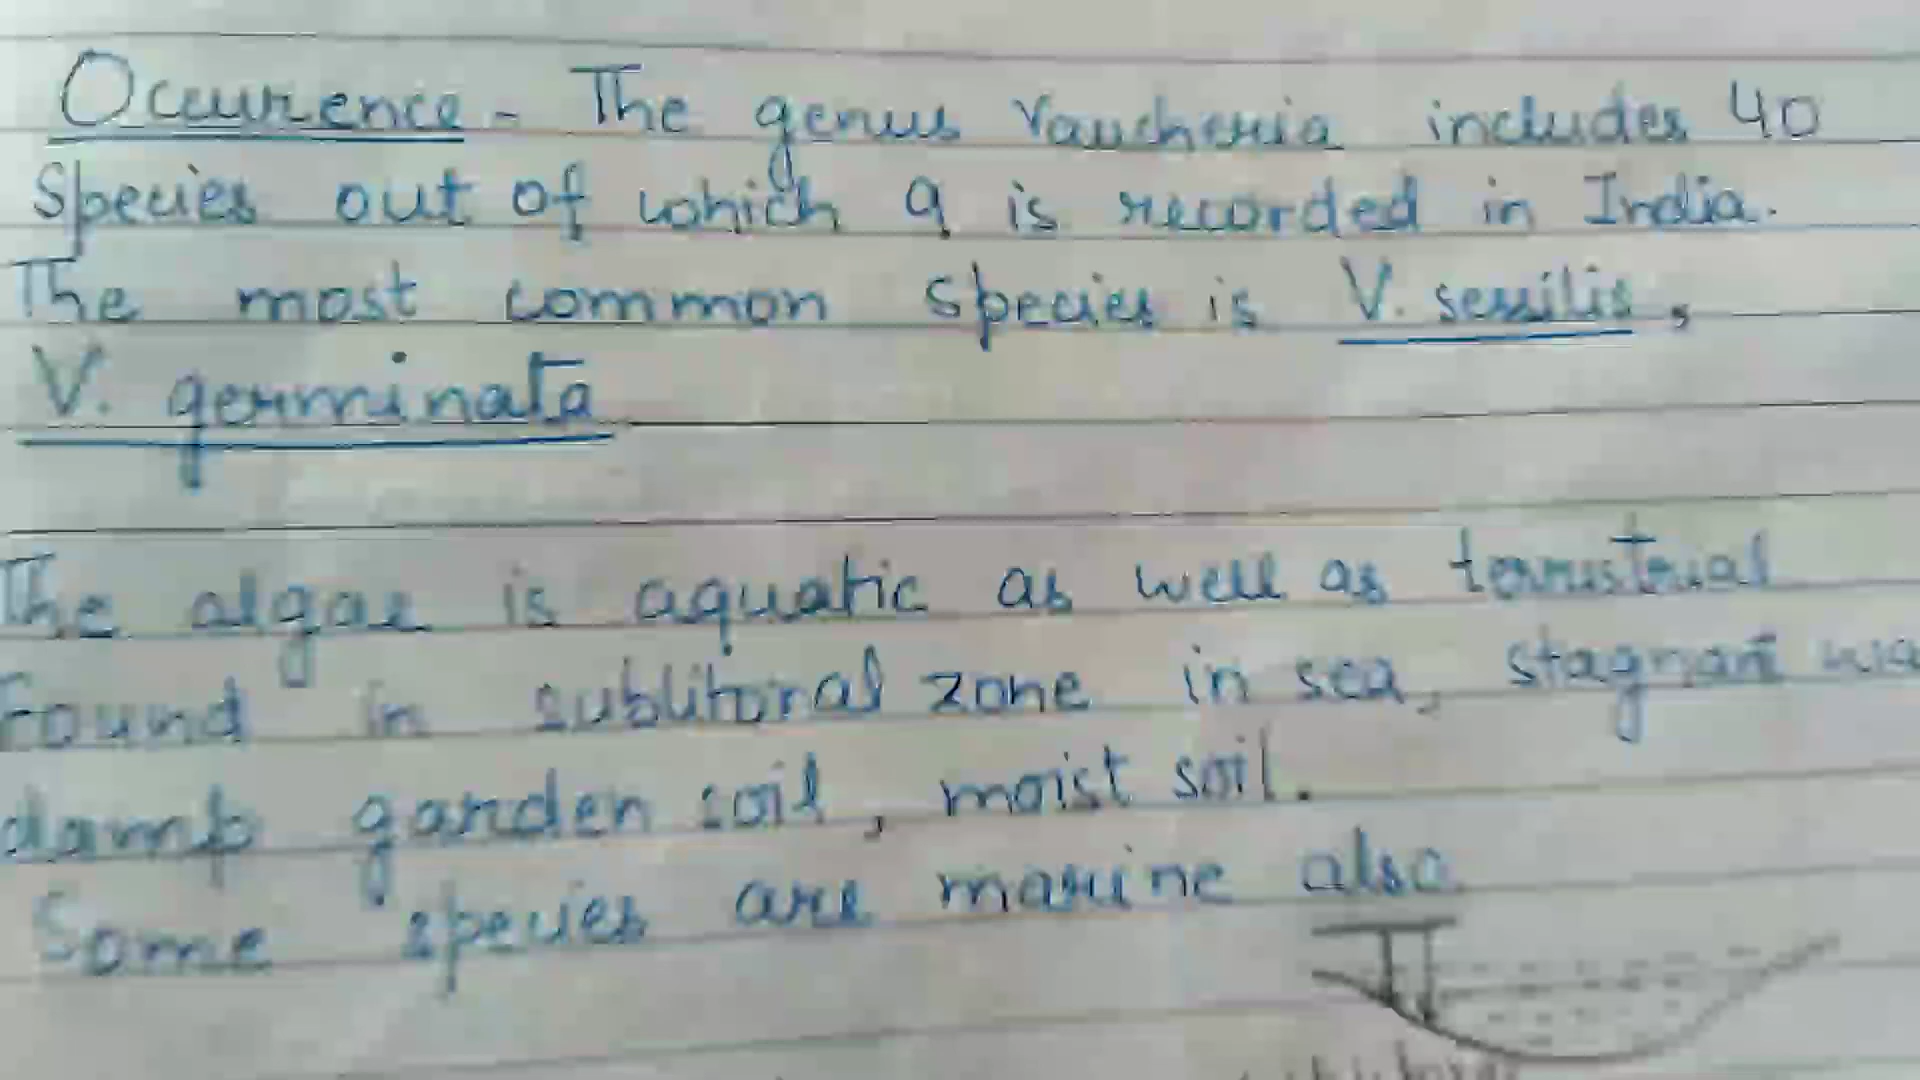 Occurence - The genus Vaucheria includes 40
Species out of which 9 is recorded in India.
The most common species is V. sessilis,
V. germinata
The algae is aquatic as well as terrestrial
Found in sublitoral zone in sea, stagnant wa
damp garden soil, moist soil.
Some species are marine also